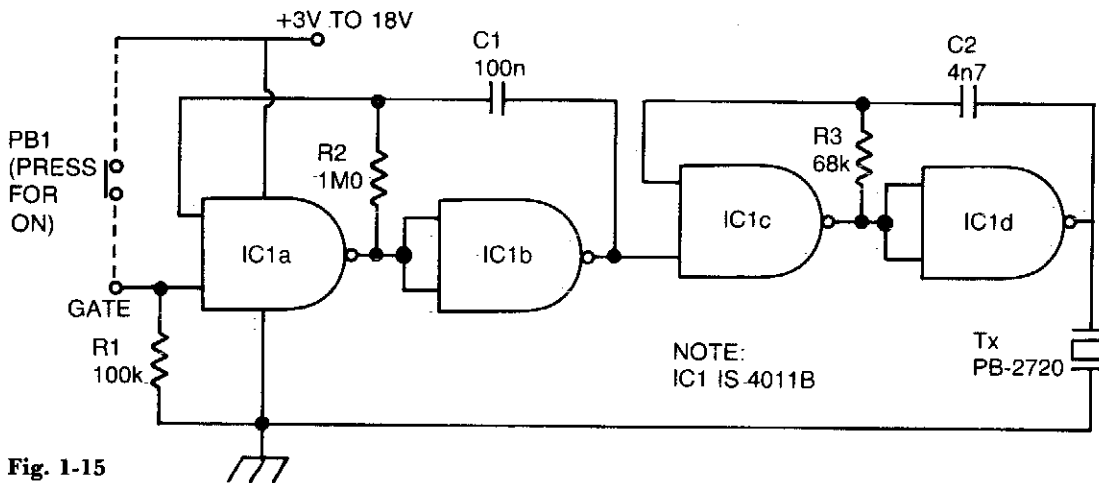 +3V TO 18V
C1
100n
C2
4n7
PB1
(PRESS
FOR
ON)
R2
1M0
R3
68k
IC1a
IC1b
IC1c
IC1d
GATE
R1
100k
NOTE:
IC1 IS 4011B
Tx
PB-2720
Fig. 1-15